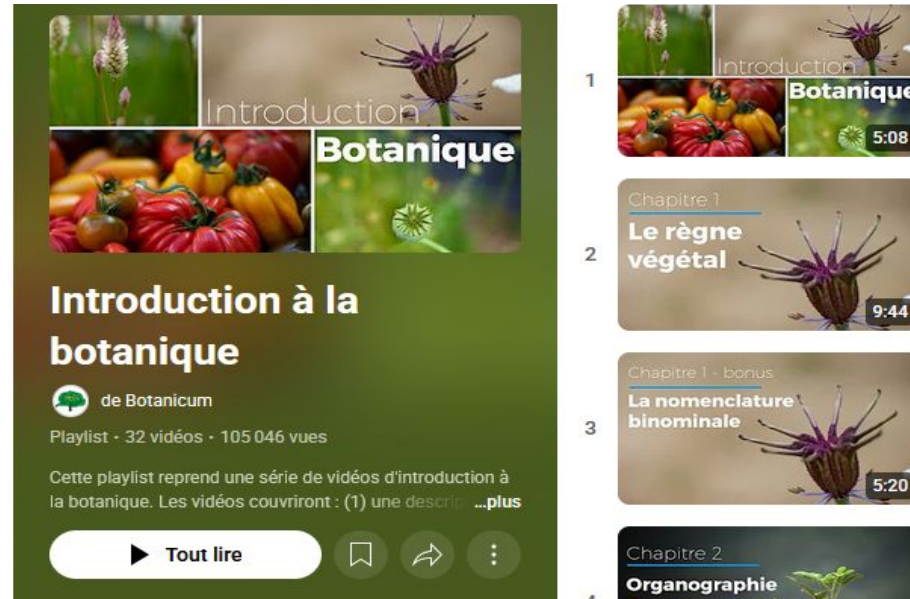 Introduction
Botanique
Introduction à la
botanique
de Botanicum
Playlist • 32 vidéos • 105 046 vues
Cette playlist reprend une série de vidéos d'introduction à
la botanique. Les vidéos couvriront : (1) une descrip ...plus
Tout lire
1
Introduction
Botanique
5:08
2
Chapitre 1
Le règne
végétal
9:44
3
Chapitre 1 - bonus
La nomenclature
binominale
5:20
Chapitre 2
Organographie